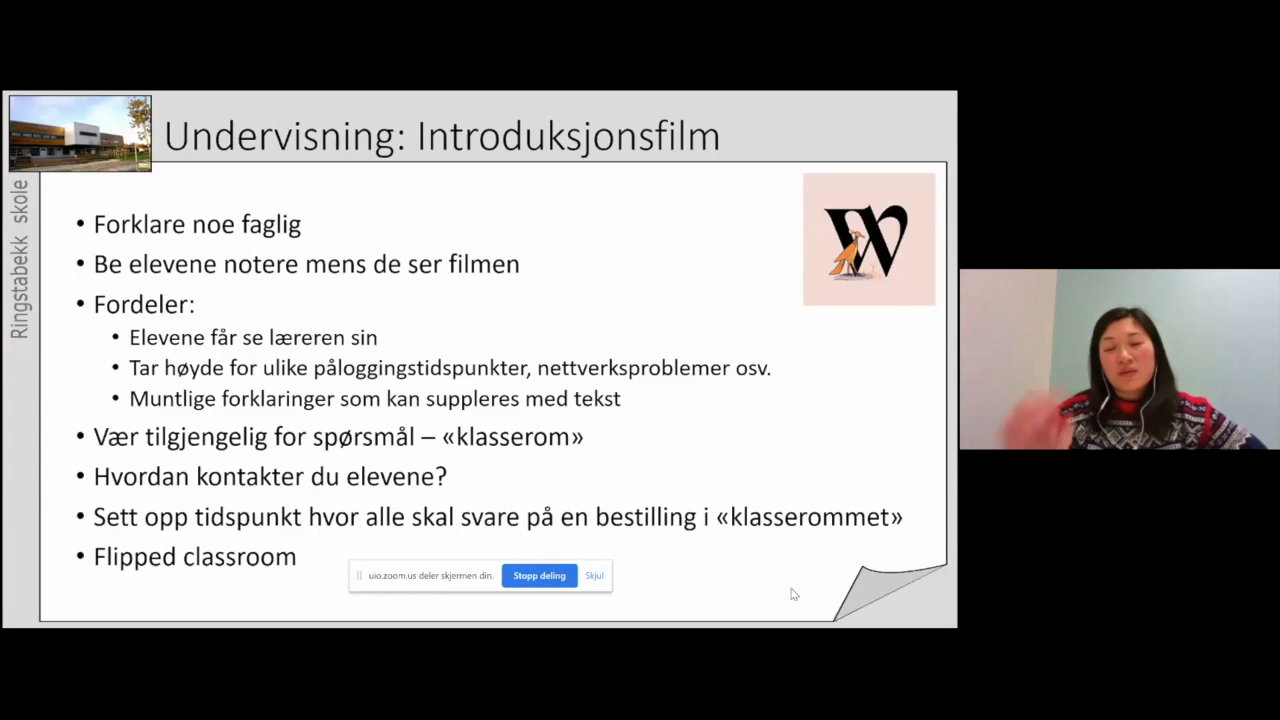 Undervisning: Introduksjonsfilm
Ringstabekk skole
W
• Forklare noe faglig
• Be elevene notere mens de ser filmen
• Fordeler:
• Elevene får se læreren sin
• Tar høyde for ulike påloggingstidspunkter, nettverksproblemer osv.
• Muntlige forklaringer som kan suppleres med tekst
• Vær tilgjengelig for spørsmål – «klasserom»
• Hvordan kontakter du elevene?
• Sett opp tidspunkt hvor alle skal svare på en bestilling i «klasserommet»
• Flipped classroom
uio.zoom.us deler skjermen din. Stopp deling Skjul